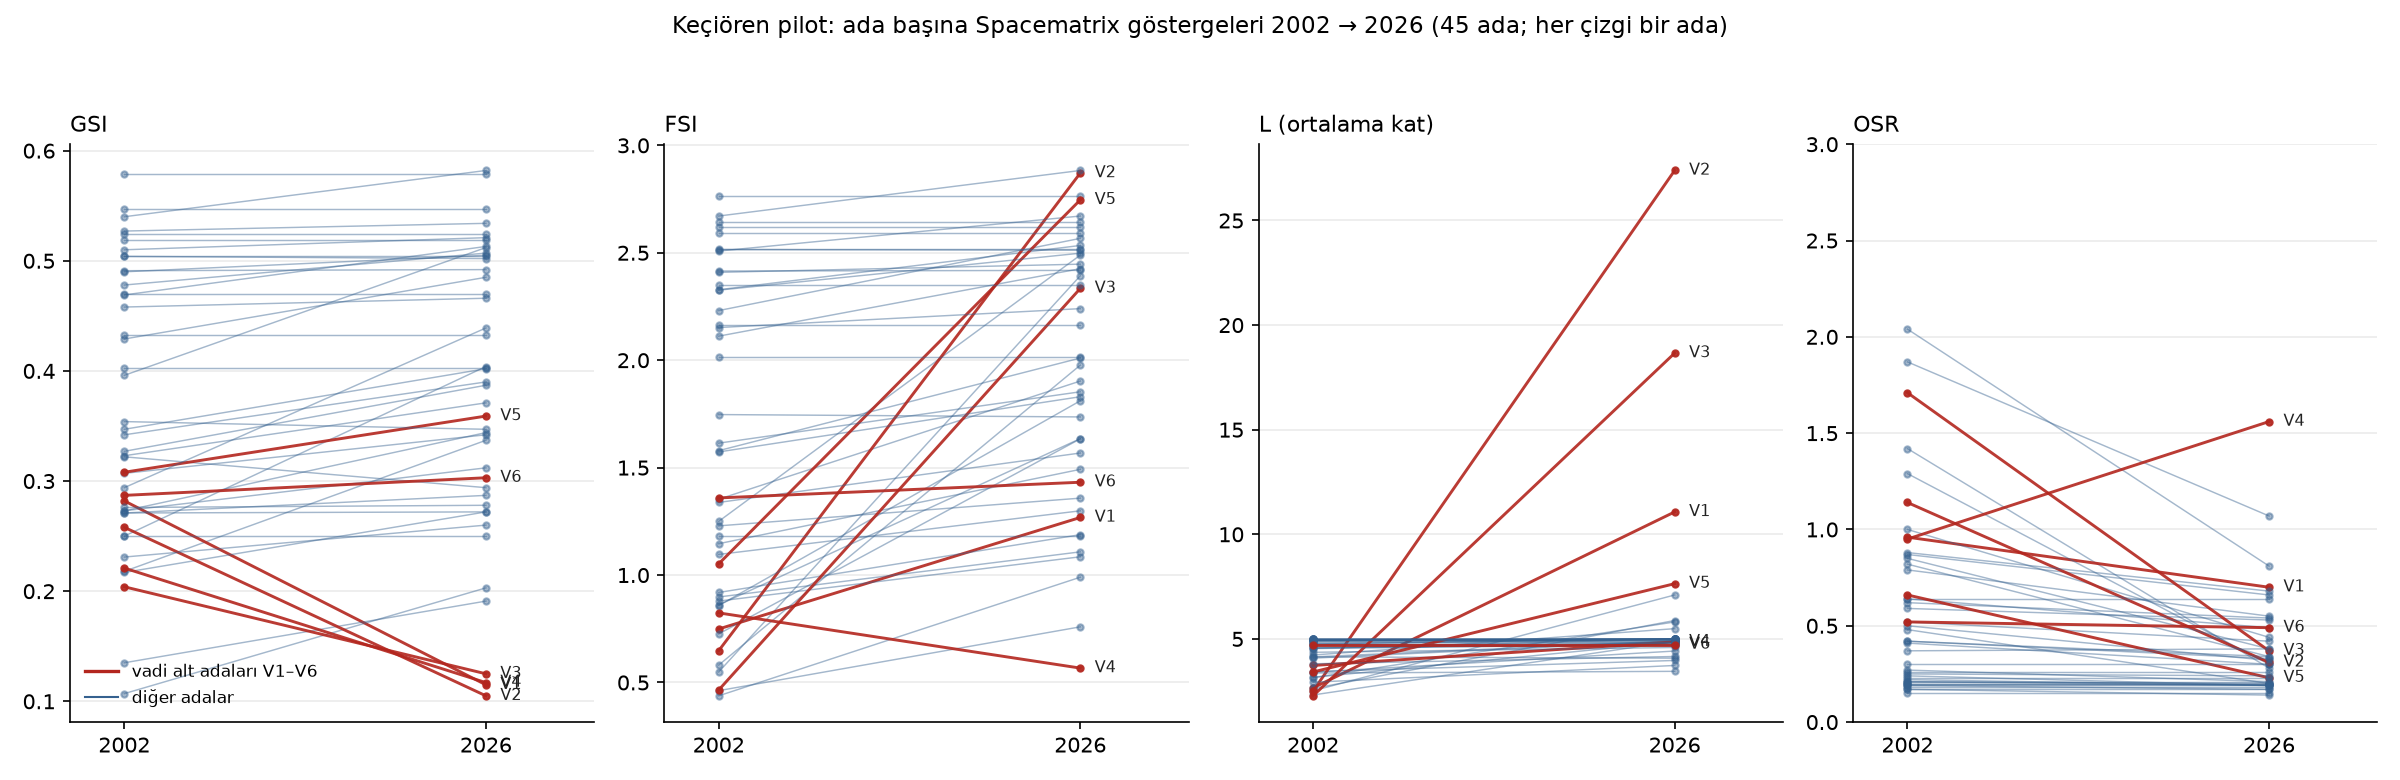 Keçiören pilot: ada başına Spacematrix göstergeleri 2002 → 2026 (45 ada; her çizgi bir ada)
GSI
0.6
0.5
0.4
0.3
0.2
0.1
V5
V6
V3
V2
vadi alt adaları V1–V6
diğer adalar
2002
2026
FSI
3.0
2.5
2.0
1.5
1.0
0.5
V2
V5
V3
V6
V1
V4
2002
2026
L (ortalama kat)
25
20
15
10
5
V2
V3
V1
V5
V4
V6
2002
2026
OSR
3.0
2.5
2.0
1.5
1.0
0.5
0.0
V4
V1
V6
V3
V2
V5
2002
2026